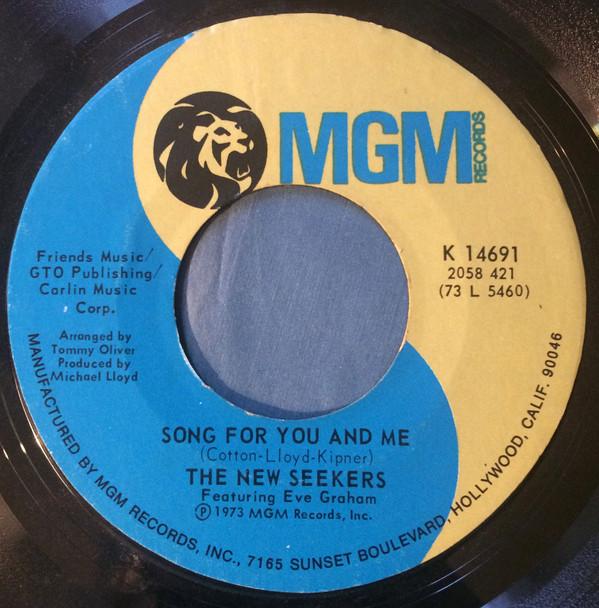 MGM RECORDS
K 14691
2058 421
(73 L 5460)
Friends Music/
GTO Publishing/
Carlin Music
Corp.
Arranged by
Tommy Oliver
Produced by
Michael Lloyd
SONG FOR YOU AND ME
(Cotton-Lloyd-Kipner)
THE NEW SEEKERS
Featuring Eve Graham
Ⓟ 1973 MGM Records, Inc.
MANUFACTURED BY MGM RECORDS, INC., 7165 SUNSET BOULEVARD, HOLLYWOOD, CALIF. 90046